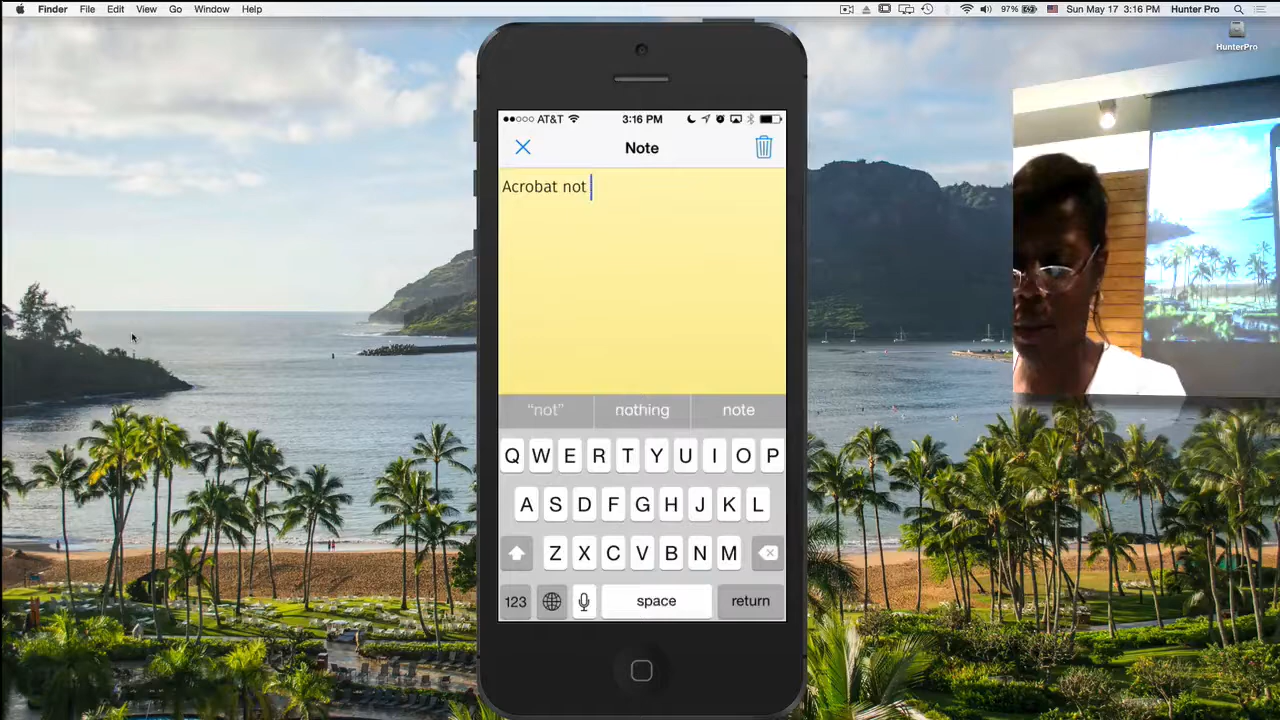 Finder File Edit View Go Window Help 97% Sun May 17 3:16 PM Hunter Pro
HunterPro
AT&T 3:16 PM
Note
Acrobat not
“not” nothing note
Q W E R T Y U I O P
A S D F G H J K L
Z X C V B N M
123 space return